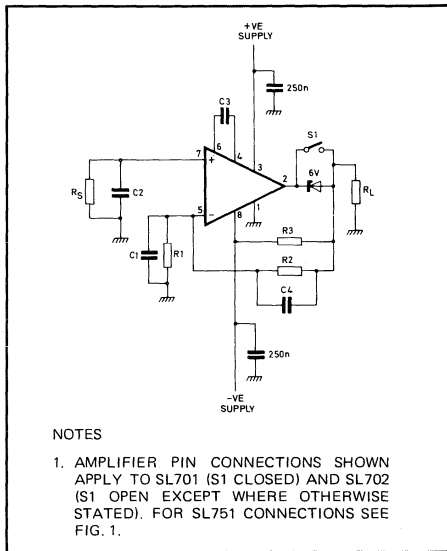 +VE
SUPPLY
250n
C3
S1
6
4
7
+
3
2
6V
RS
C2
5
−
8
1
RL
C1
R1
R3
R2
C4
250n
−VE
SUPPLY
NOTES
1. AMPLIFIER PIN CONNECTIONS SHOWN
APPLY TO SL701 (S1 CLOSED) AND SL702
(S1 OPEN EXCEPT WHERE OTHERWISE
STATED). FOR SL751 CONNECTIONS SEE
FIG. 1.